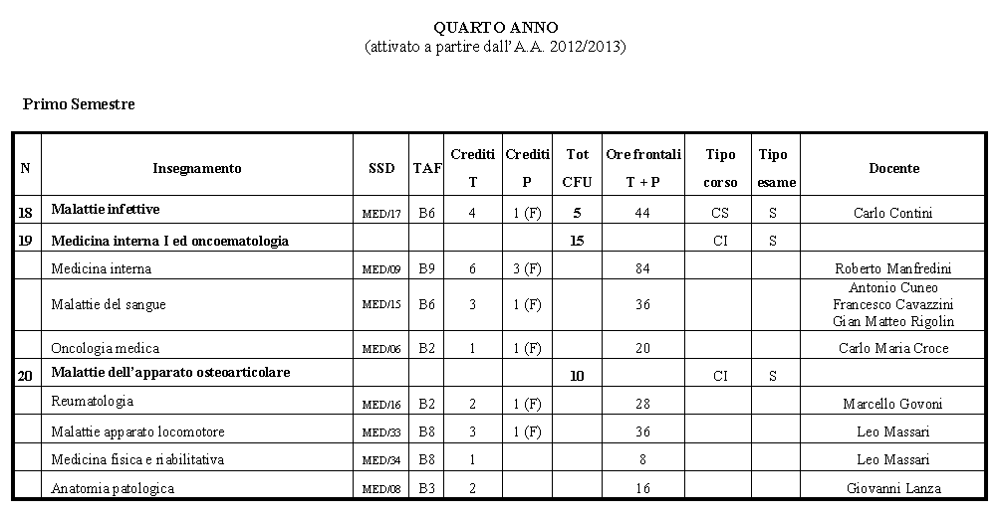 QUARTO ANNO
(attivato a partire dall'A.A. 2012/2013)
Primo Semestre
N Insegnamento SSD TAF Crediti T Crediti P Tot CFU Ore frontali T + P Tipo corso Tipo esame Docente
18 Malattie infettive MED/17 B6 4 1 (F) 5 44 CS S Carlo Contini
19 Medicina interna I ed oncoematologia 15 CI S
Medicina interna MED/09 B9 6 3 (F) 84 Roberto Manfredini
Malattie del sangue MED/15 B6 3 1 (F) 36 Antonio Cuneo
Francesco Cavazzini
Gian Matteo Rigolin
Oncologia medica MED/06 B2 1 1 (F) 20 Carlo Maria Croce
20 Malattie dell'apparato osteoarticolare 10 CI S
Reumatologia MED/16 B2 2 1 (F) 28 Marcello Govoni
Malattie apparato locomotore MED/33 B8 3 1 (F) 36 Leo Massari
Medicina fisica e riabilitativa MED/34 B8 1 8 Leo Massari
Anatomia patologica MED/08 B3 2 16 Giovanni Lanza